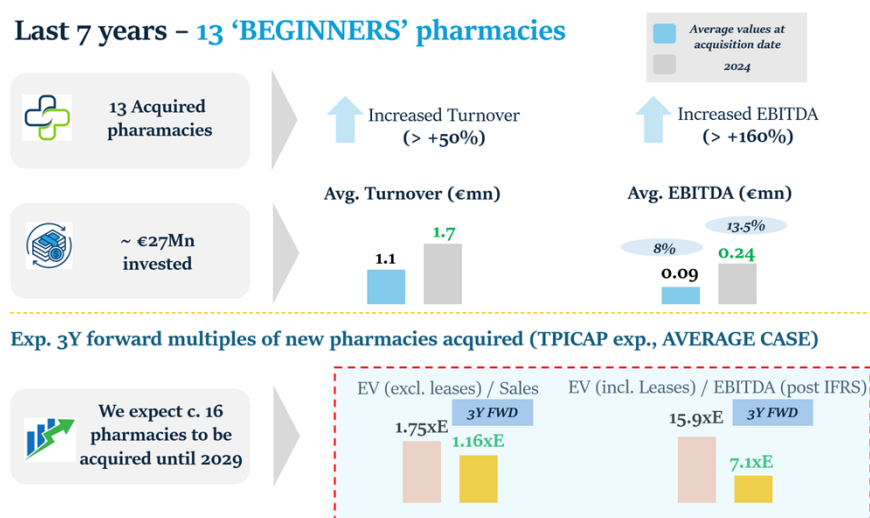 Last 7 years – 13 ‘BEGINNERS’ pharmacies
Average values at
acquisition date
2024
13 Acquired
pharamacies
Increased Turnover
(> +50%)
Increased EBITDA
(> +160%)
~ €27Mn
invested
Avg. Turnover (€mn)
1.1
1.7
Avg. EBITDA (€mn)
8%
13.5%
0.09
0.24
Exp. 3Y forward multiples of new pharmacies acquired (TPICAP exp., AVERAGE CASE)
We expect c. 16
pharmacies to be
acquired until 2029
EV (excl. leases) / Sales
3Y FWD
1.75xE
1.16xE
EV (incl. Leases) / EBITDA (post IFRS)
3Y FWD
15.9xE
7.1xE